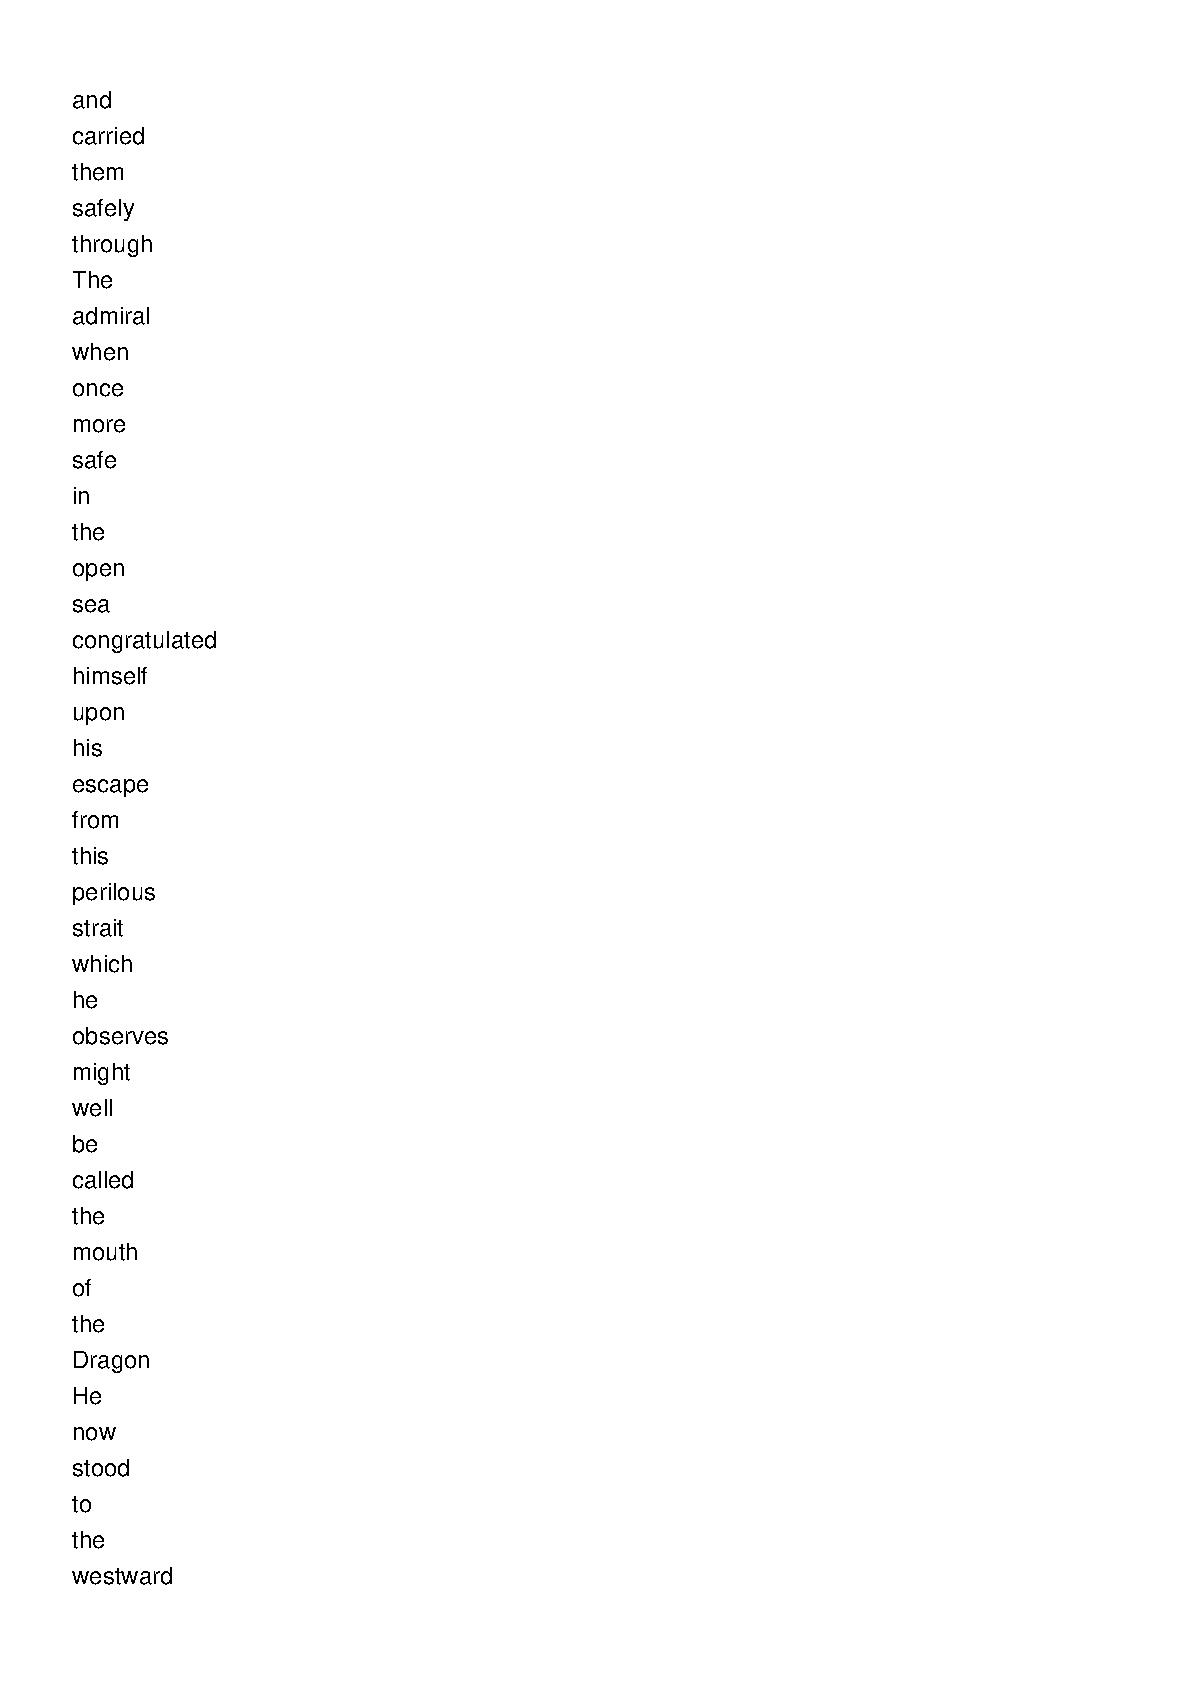 and
carried
them
safely
through
The
admiral
when
once
more
safe
in
the
open
sea
congratulated
himself
upon
his
escape
from
this
perilous
strait
which
he
observes
might
well
be
called
the
mouth
of
the
Dragon
He
now
stood
to
the
westward